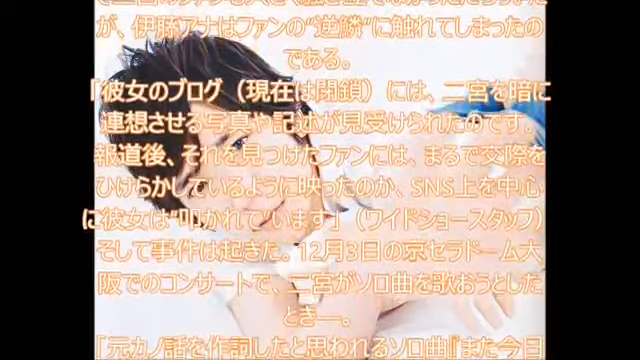 が、伊藤アナはファンの“逆鱗”に触れてしまったの
である。
「彼女のブログ（現在は閉鎖）には、二宮を暗に
連想させる写真や記述が見受けられたのです。
報道後、それを見つけたファンには、まるで交際を
ひけらかしているように映ったのか、SNS上を中心
に彼女は“叩かれて”います」（ワイドショースタッフ）
そして事件は起きた。12月3日の京セラドーム大
阪でのコンサートで、二宮がソロ曲を歌おうとした
とき―。
「元カノ話を作詞したと思われるソロ曲『また今日